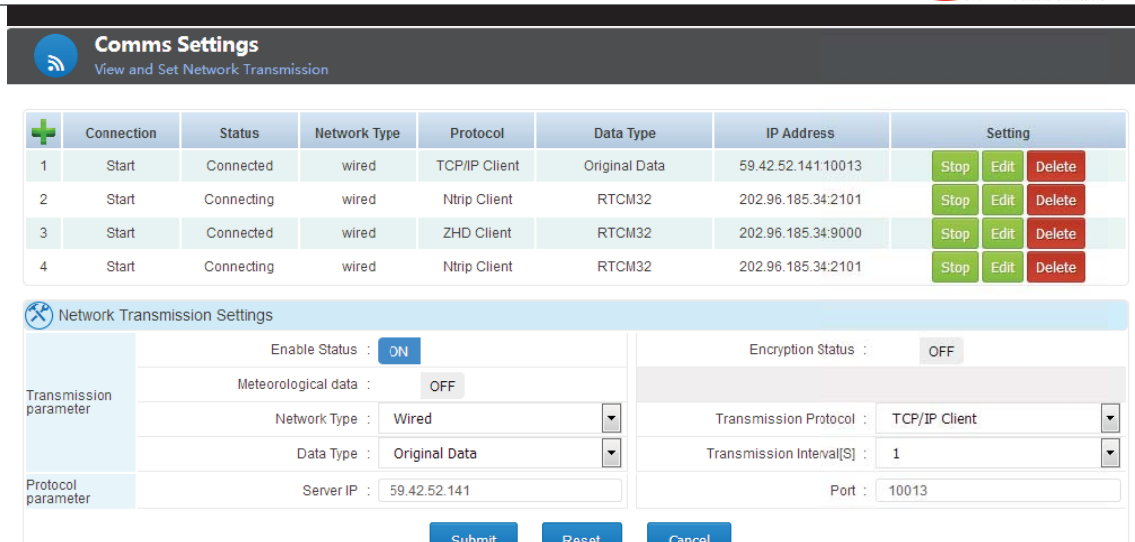 Comms Settings
View and Set Network Transmission
Connection Status Network Type Protocol Data Type IP Address Setting
1 Start Connected wired TCP/IP Client Original Data 59.42.52.141:10013 Stop Edit Delete
2 Start Connecting wired Ntrip Client RTCM32 202.96.185.34:2101 Stop Edit Delete
3 Start Connected wired ZHD Client RTCM32 202.96.185.34:9000 Stop Edit Delete
4 Start Connecting wired Ntrip Client RTCM32 202.96.185.34:2101 Stop Edit Delete
Network Transmission Settings
Transmission parameter
Enable Status : ON Encryption Status : OFF
Meteorological data : OFF
Network Type : Wired Transmission Protocol : TCP/IP Client
Data Type : Original Data Transmission Interval[S] : 1
Protocol parameter
Server IP : 59.42.52.141 Port : 10013
Submit Reset Cancel